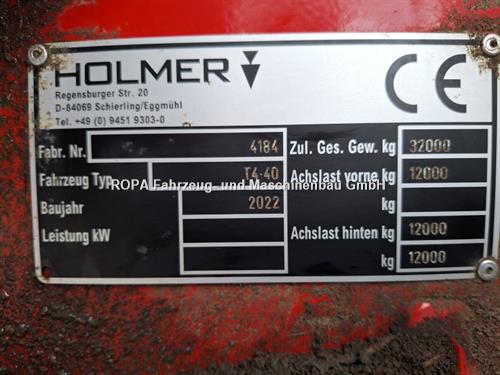 HOLMER
Regensburger Str. 20
D-84069 Schierling/Eggmühl
Tel. +49 (0) 9451 9303-0
CE
Fabr. Nr. 4184 Zul. Ges. Gew. kg 32000
Fahrzeug Typ T4-40 Achslast vorne kg 12000
ROPA Fahrzeug- und Maschinenbau GmbH
Baujahr 2022 kg
Leistung kW Achslast hinten kg 12000
kg 12000